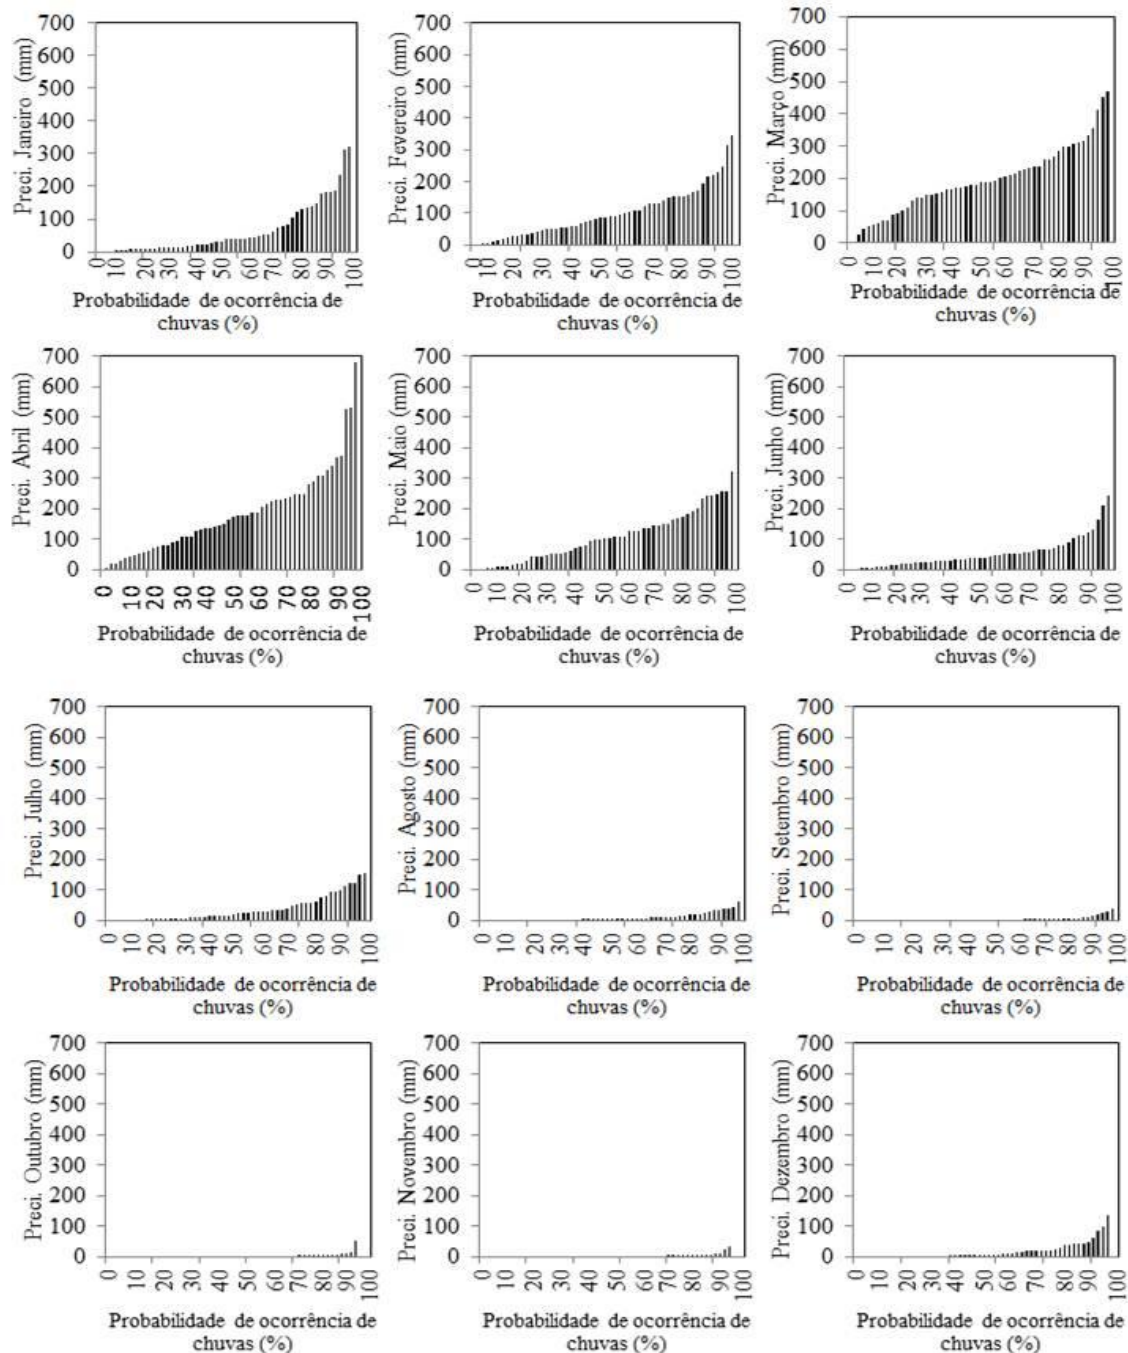 Preci. Janeiro (mm)
700
600
500
400
300
200
100
0
0 10 20 30 40 50 60 70 80 90 100
Probabilidade de ocorrência de
chuvas (%)
Preci. Fevereiro (mm)
700
600
500
400
300
200
100
0
0 10 20 30 40 50 60 70 80 90 100
Probabilidade de ocorrência de
chuvas (%)
Preci. Março (mm)
700
600
500
400
300
200
100
0
0 10 20 30 40 50 60 70 80 90 100
Probabilidade de ocorrência de
chuvas (%)
Preci. Abril (mm)
700
600
500
400
300
200
100
0
0 10 20 30 40 50 60 70 80 90 100
Probabilidade de ocorrência de
chuvas (%)
Preci. Maio (mm)
700
600
500
400
300
200
100
0
0 10 20 30 40 50 60 70 80 90 100
Probabilidade de ocorrência de
chuvas (%)
Preci. Junho (mm)
700
600
500
400
300
200
100
0
0 10 20 30 40 50 60 70 80 90 100
Probabilidade de ocorrência de
chuvas (%)
Preci. Julho (mm)
700
600
500
400
300
200
100
0
0 10 20 30 40 50 60 70 80 90 100
Probabilidade de ocorrência de
chuvas (%)
Preci. Agosto (mm)
700
600
500
400
300
200
100
0
0 10 20 30 40 50 60 70 80 90 100
Probabilidade de ocorrência de
chuvas (%)
Preci. Setembro (mm)
700
600
500
400
300
200
100
0
0 10 20 30 40 50 60 70 80 90 100
Probabilidade de ocorrência de
chuvas (%)
Preci. Outubro (mm)
700
600
500
400
300
200
100
0
0 10 20 30 40 50 60 70 80 90 100
Probabilidade de ocorrência de
chuvas (%)
Preci. Novembro (mm)
700
600
500
400
300
200
100
0
0 10 20 30 40 50 60 70 80 90 100
Probabilidade de ocorrência de
chuvas (%)
Preci. Dezembro (mm)
700
600
500
400
300
200
100
0
0 10 20 30 40 50 60 70 80 90 100
Probabilidade de ocorrência de
chuvas (%)